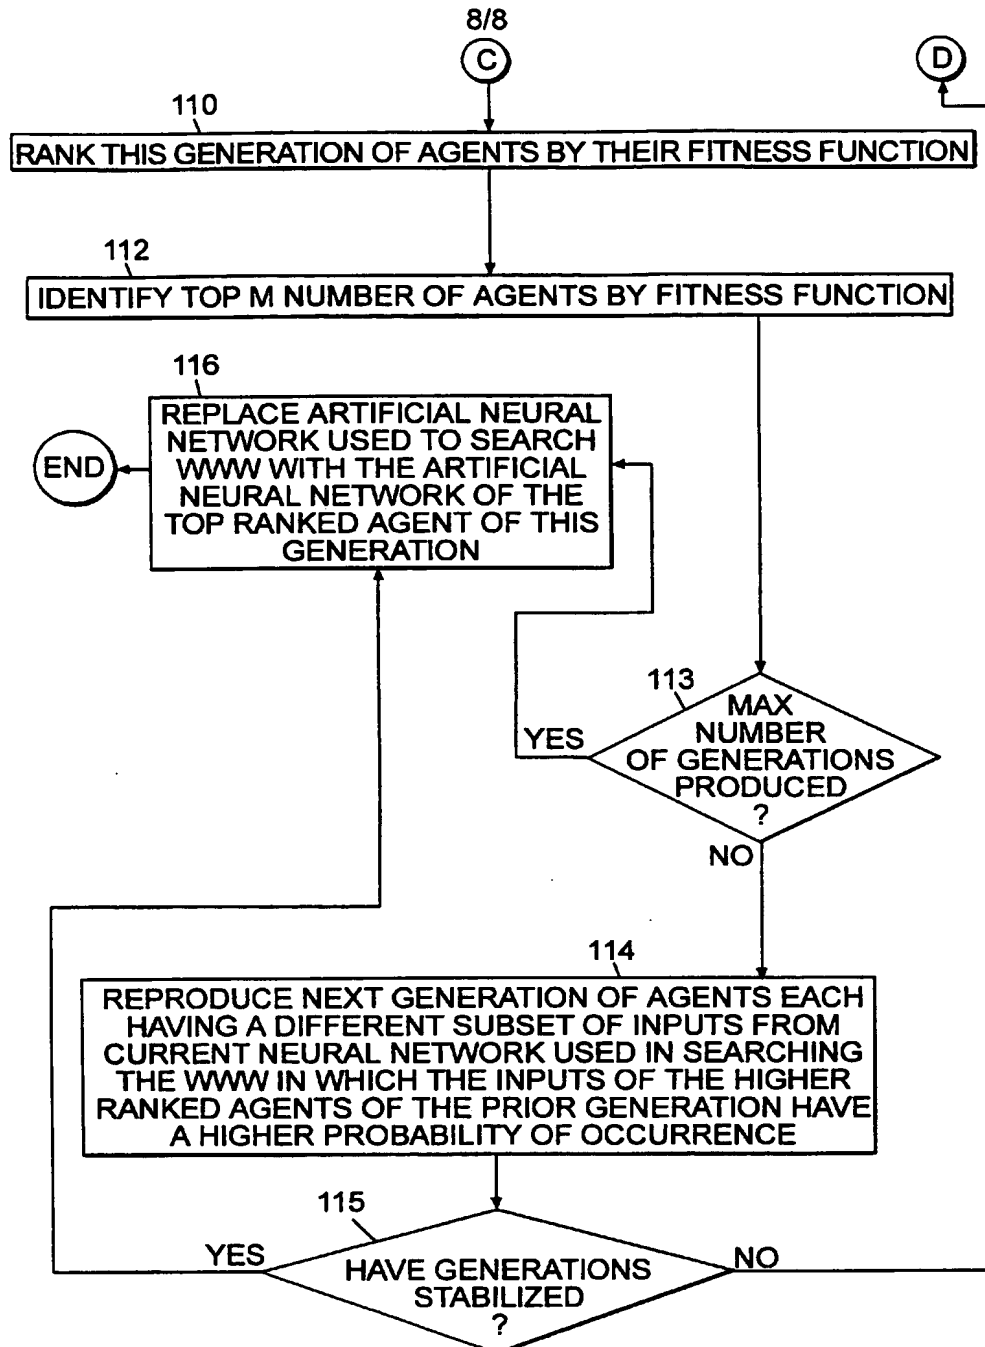 8/8
C
D
110
RANK THIS GENERATION OF AGENTS BY THEIR FITNESS FUNCTION
112
IDENTIFY TOP M NUMBER OF AGENTS BY FITNESS FUNCTION
116
REPLACE ARTIFICIAL NEURAL
NETWORK USED TO SEARCH
WWW WITH THE ARTIFICIAL
NEURAL NETWORK OF THE
TOP RANKED AGENT OF THIS
GENERATION
END
113
MAX
NUMBER
OF GENERATIONS
PRODUCED
?
YES
NO
114
REPRODUCE NEXT GENERATION OF AGENTS EACH
HAVING A DIFFERENT SUBSET OF INPUTS FROM
CURRENT NEURAL NETWORK USED IN SEARCHING
THE WWW IN WHICH THE INPUTS OF THE HIGHER
RANKED AGENTS OF THE PRIOR GENERATION HAVE
A HIGHER PROBABILITY OF OCCURRENCE
115
YES
NO
HAVE GENERATIONS
STABILIZED
?